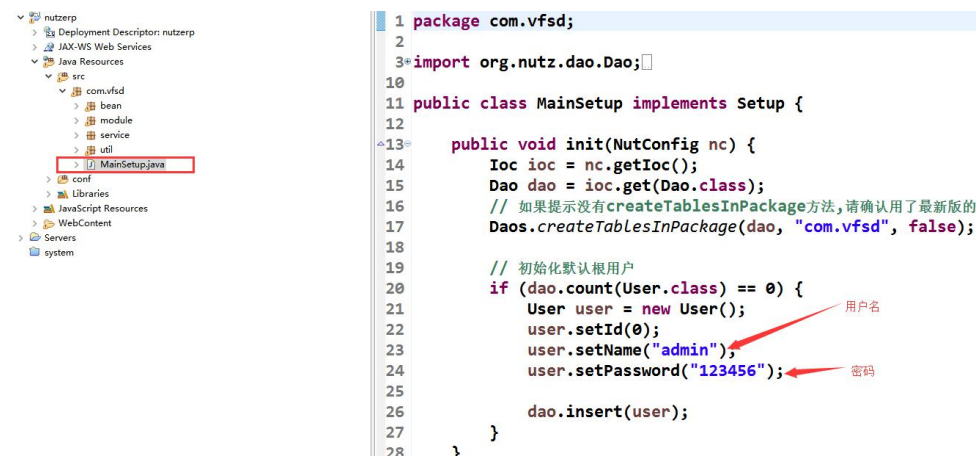 nutzerp
Deployment Descriptor: nutzerp
JAX-WS Web Services
Java Resources
src
com.vfsd
bean
module
service
util
MainSetup.java
conf
Libraries
JavaScript Resources
WebContent
Servers
system
1 package com.vfsd;
2
3 import org.nutz.dao.Dao;
10
11 public class MainSetup implements Setup {
12
13 public void init(NutConfig nc) {
14 Ioc ioc = nc.getIoc();
15 Dao dao = ioc.get(Dao.class);
16 // 如果提示没有createTablesInPackage方法,请确认用了最新版的
17 Daos.createTablesInPackage(dao, "com.vfsd", false);
18
19 // 初始化默认根用户
20 if (dao.count(User.class) == 0) {
21 User user = new User();
用户名
22 user.setId(0);
23 user.setName("admin");
24 user.setPassword("123456");
密码
25
26 dao.insert(user);
27 }
28 }